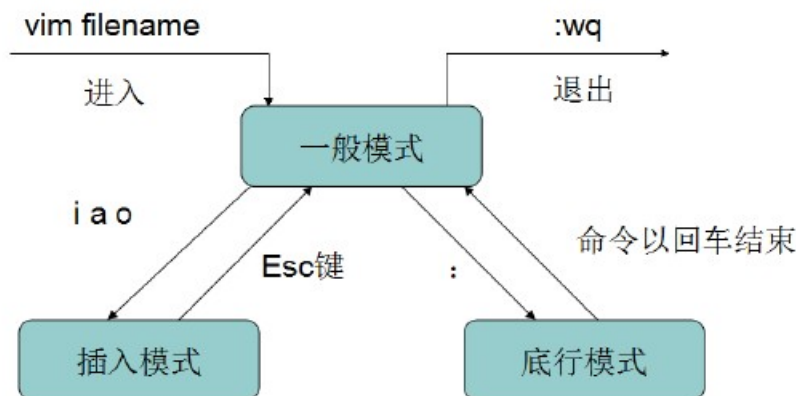 vim filename
:wq
进入
退出
一般模式
i a o
Esc键
:
命令以回车结束
插入模式
底行模式